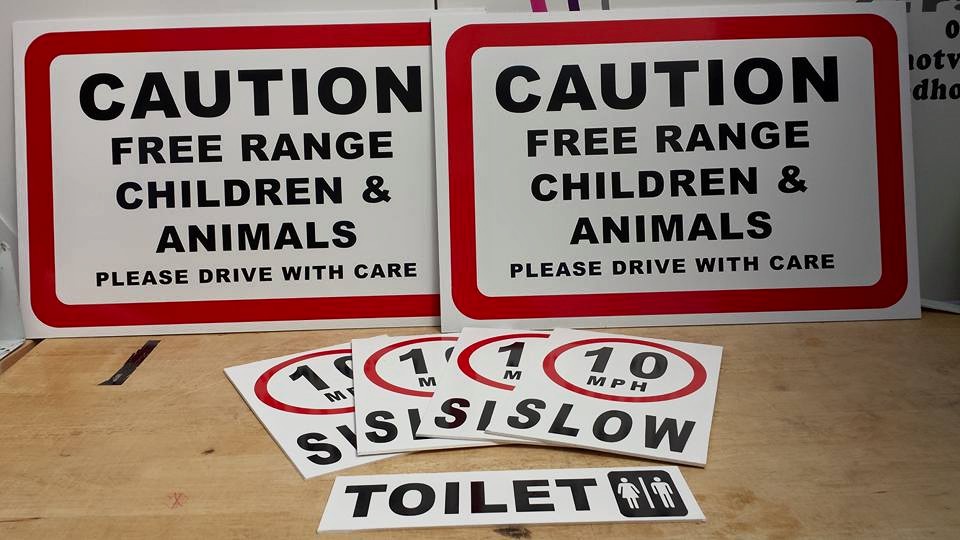 CAUTION
FREE RANGE
CHILDREN &
ANIMALS
PLEASE DRIVE WITH CARE
CAUTION
FREE RANGE
CHILDREN &
ANIMALS
PLEASE DRIVE WITH CARE
10
MPH
SLOW
TOILET